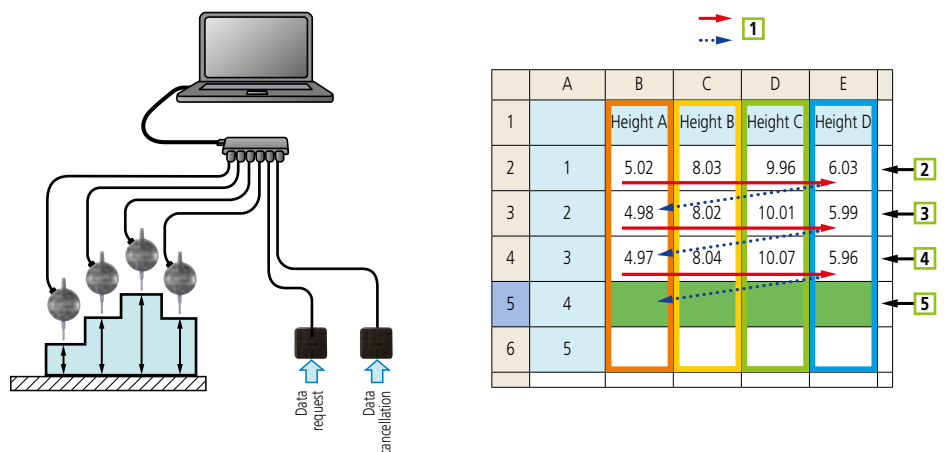 1
A B C D E
1 Height A Height B Height C Height D
2 1 5.02 8.03 9.96 6.03 2
3 2 4.98 8.02 10.01 5.99 3
4 3 4.97 8.04 10.07 5.96 4
5 4 5
6 5
Data
request
Data
cancellation